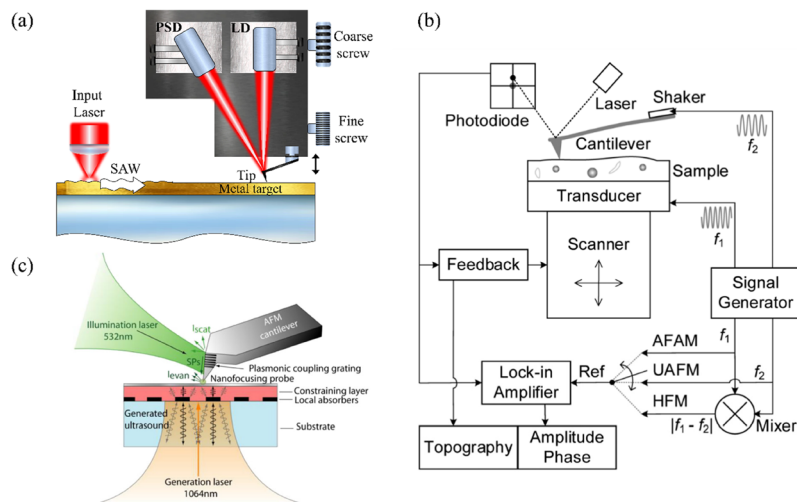 (a)
PSD
LD
Coarse
screw
Input
Laser
Fine
screw
SAW
Tip
Metal target
(b)
Photodiode
Laser
Shaker
Cantilever
f2
Sample
Transducer
Scanner
f1
Feedback
Signal
Generator
f1
AFAM
Lock-in
Amplifier
Ref
UAFM
f2
HFM
|f1 - f2|
Mixer
Topography
Amplitude
Phase
(c)
Illumination laser
532nm
Iscat
AFM
cantilever
SPs
Plasmonic coupling grating
Ievan
Nanofocusing probe
Constraining layer
Local absorbers
Generated
ultrasound
Substrate
Generation laser
1064nm